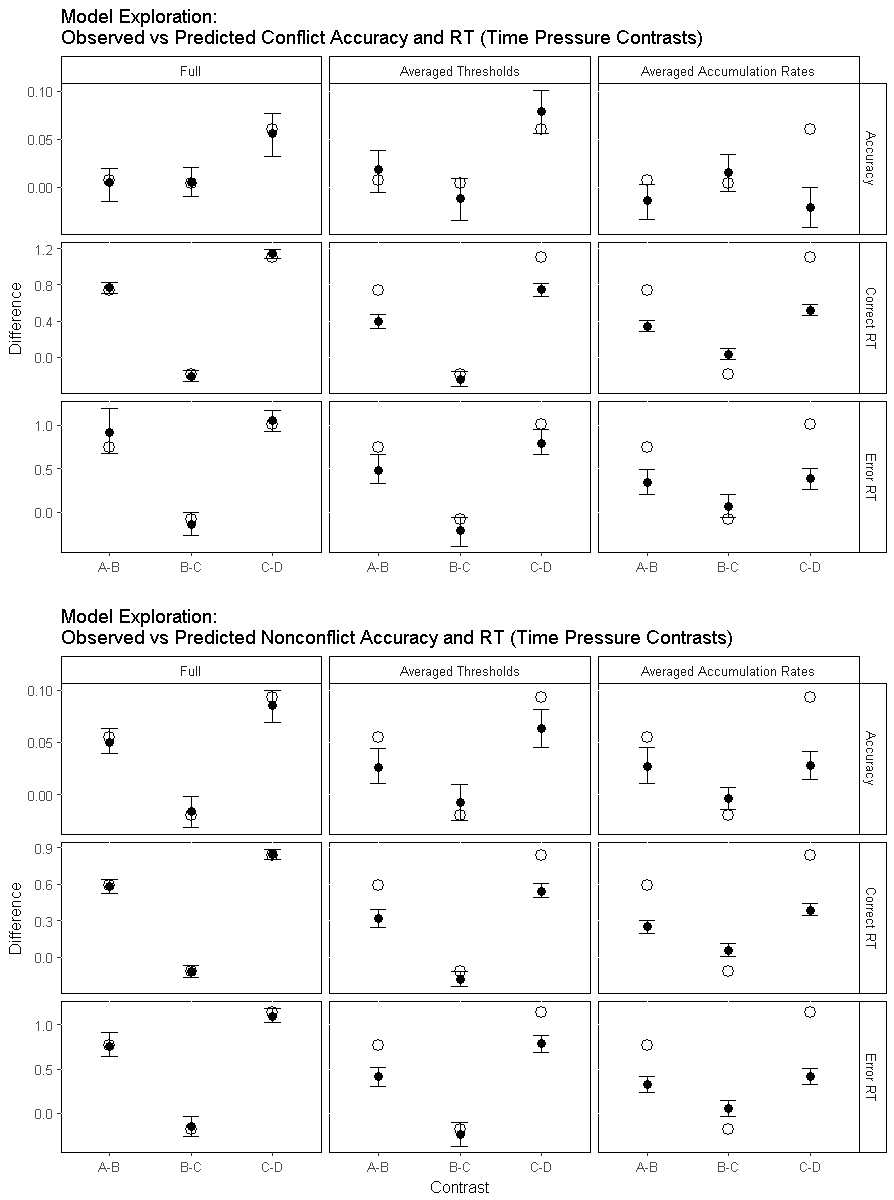 Model Exploration:
Observed vs Predicted Conflict Accuracy and RT (Time Pressure Contrasts)
Full
Averaged Thresholds
Averaged Accumulation Rates
0.10
0.05
0.00
Accuracy
1.2
0.8
0.4
0.0
Correct RT
1.0
0.5
0.0
Error RT
Difference
A-B
B-C
C-D
A-B
B-C
C-D
A-B
B-C
C-D
Model Exploration:
Observed vs Predicted Nonconflict Accuracy and RT (Time Pressure Contrasts)
Full
Averaged Thresholds
Averaged Accumulation Rates
0.10
0.05
0.00
Accuracy
0.9
0.6
0.3
0.0
Correct RT
1.0
0.5
0.0
Error RT
Difference
A-B
B-C
C-D
A-B
B-C
C-D
A-B
B-C
C-D
Contrast